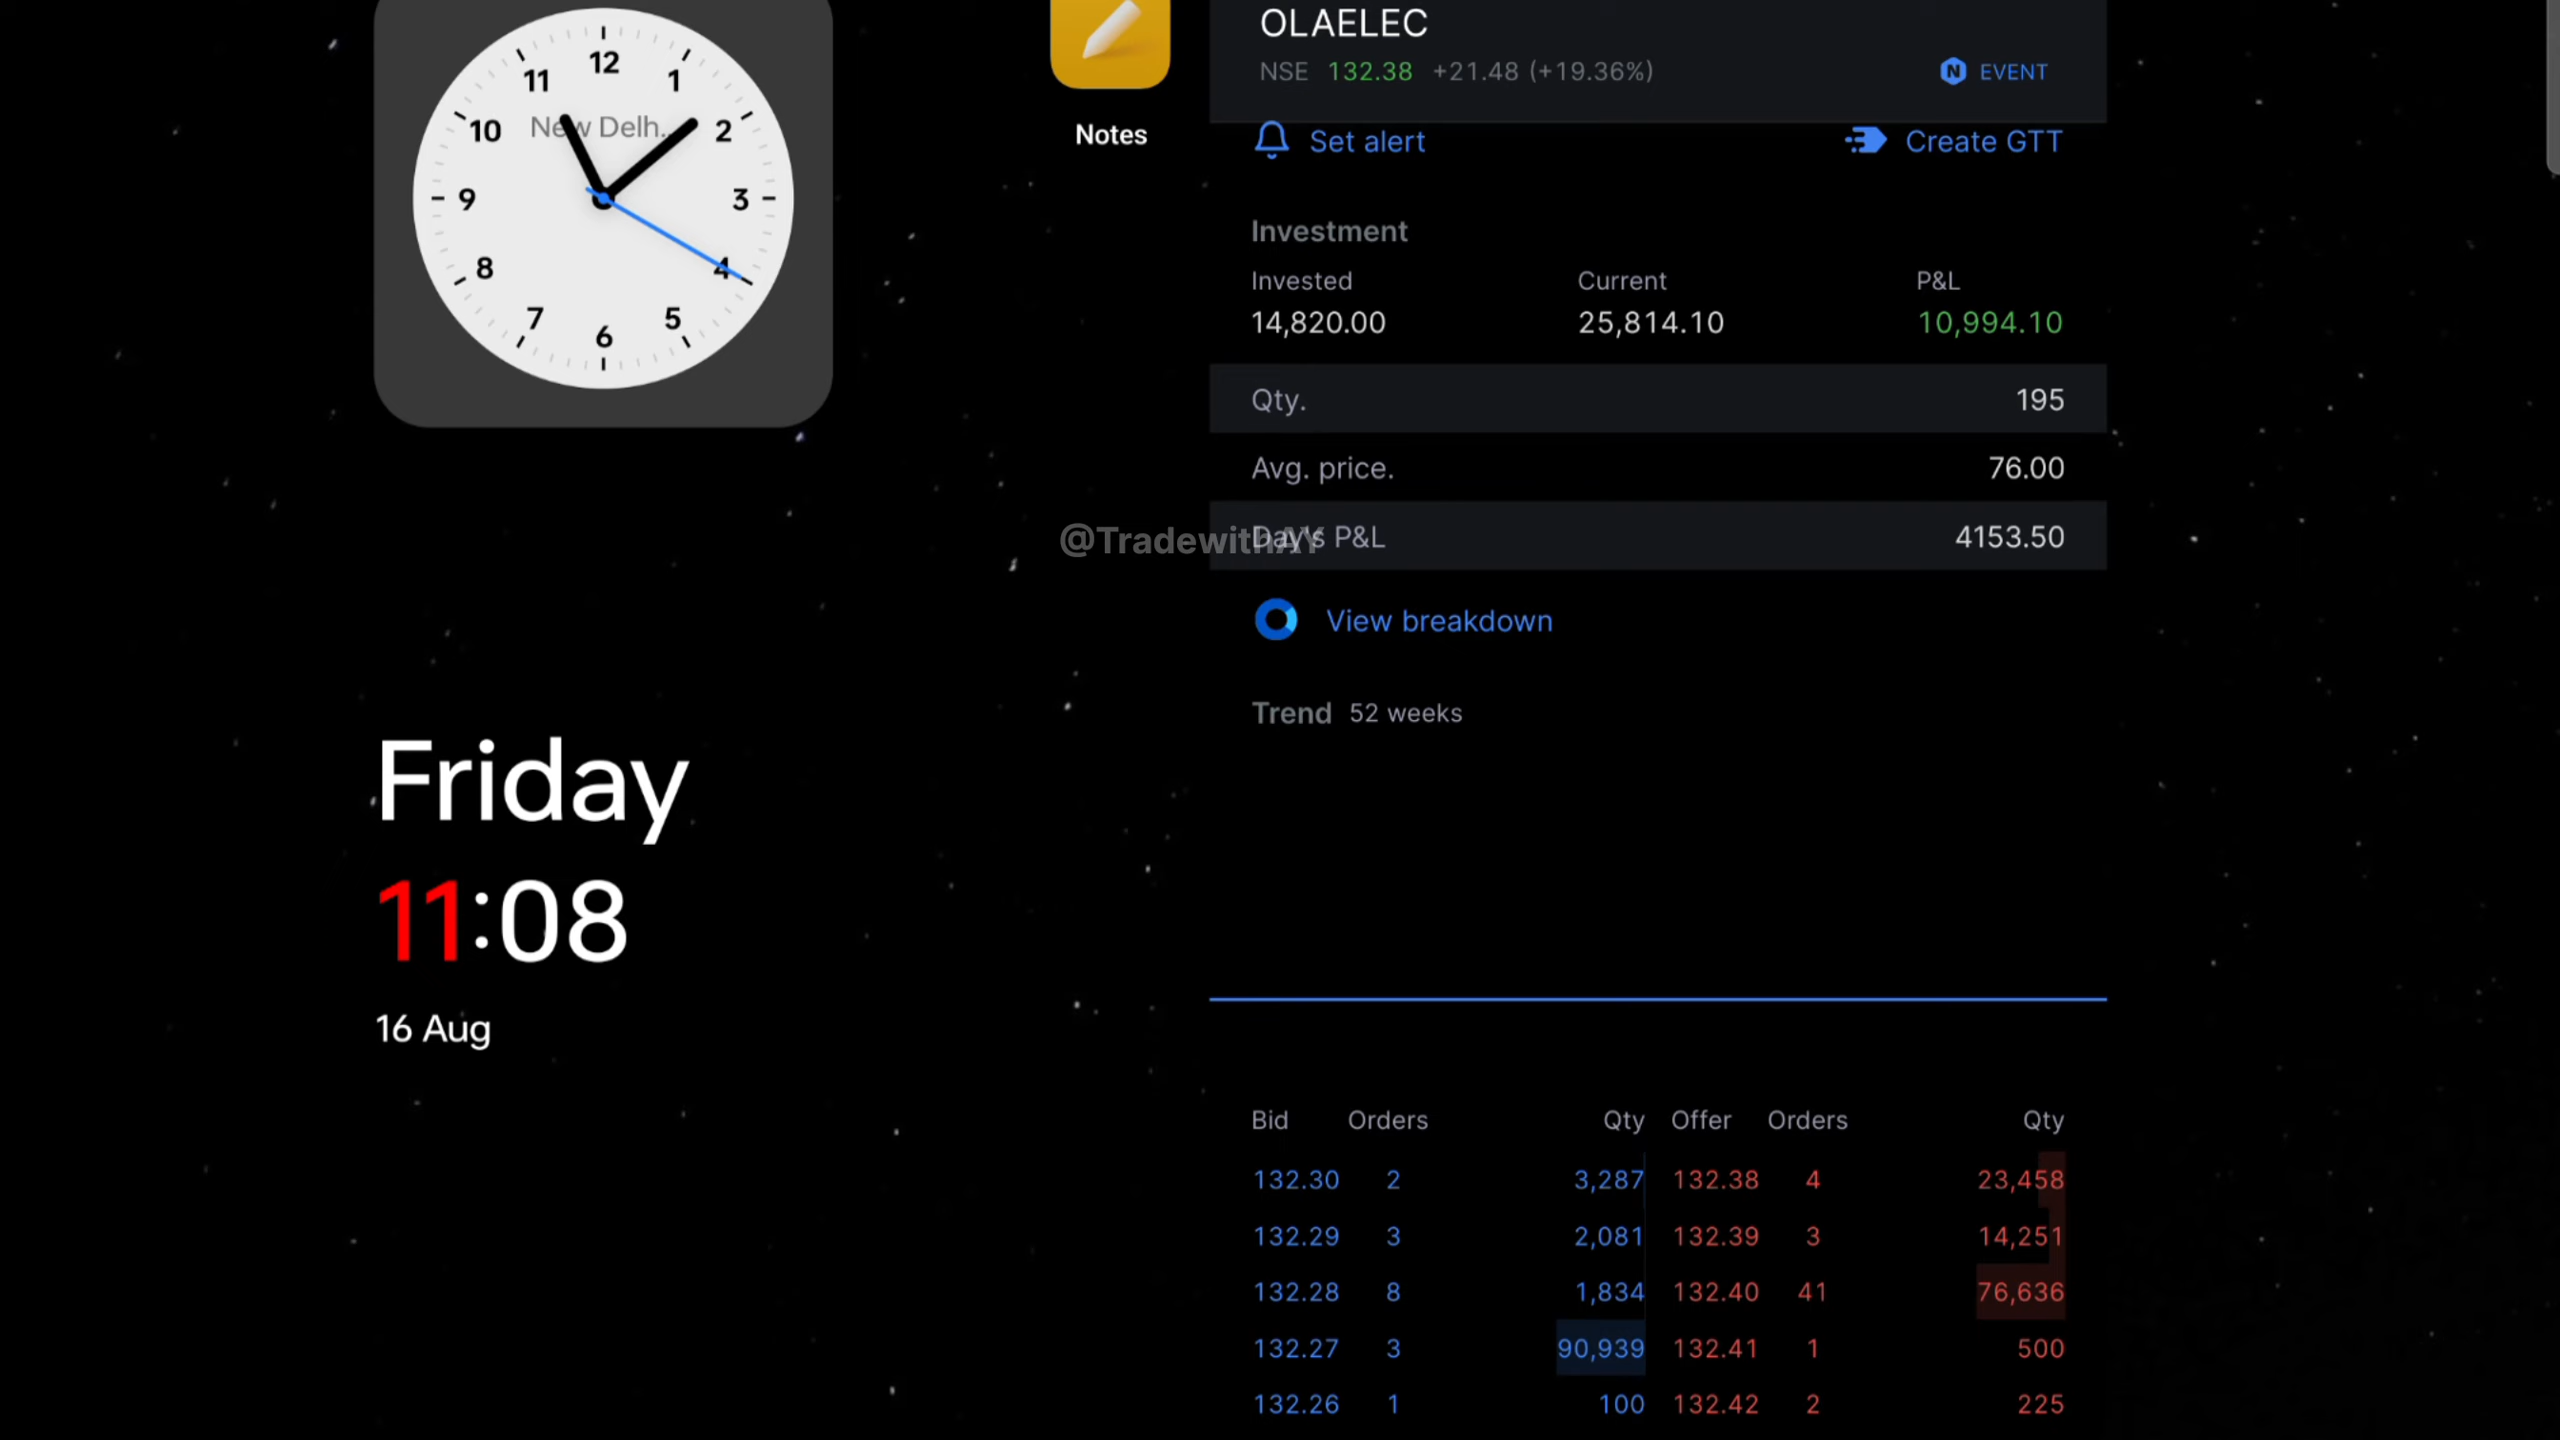 12
11
1
New Delh...
10
2
9
3
8
4
7
5
6
Notes
Friday
11:08
16 Aug
OLAELEC
NSE 132.38 +21.48 (+19.36%) EVENT
Set alert Create GTT
Investment
Invested Current P&L
14,820.00 25,814.10 10,994.10
Qty. 195
Avg. price. 76.00
Day's P&L 4153.50
@TradewithAY
View breakdown
Trend 52 weeks
Bid Orders Qty Offer Orders Qty
132.30 2 3,287 132.38 4 23,458
132.29 3 2,081 132.39 3 14,251
132.28 8 1,834 132.40 41 76,636
132.27 3 90,939 132.41 1 500
132.26 1 100 132.42 2 225